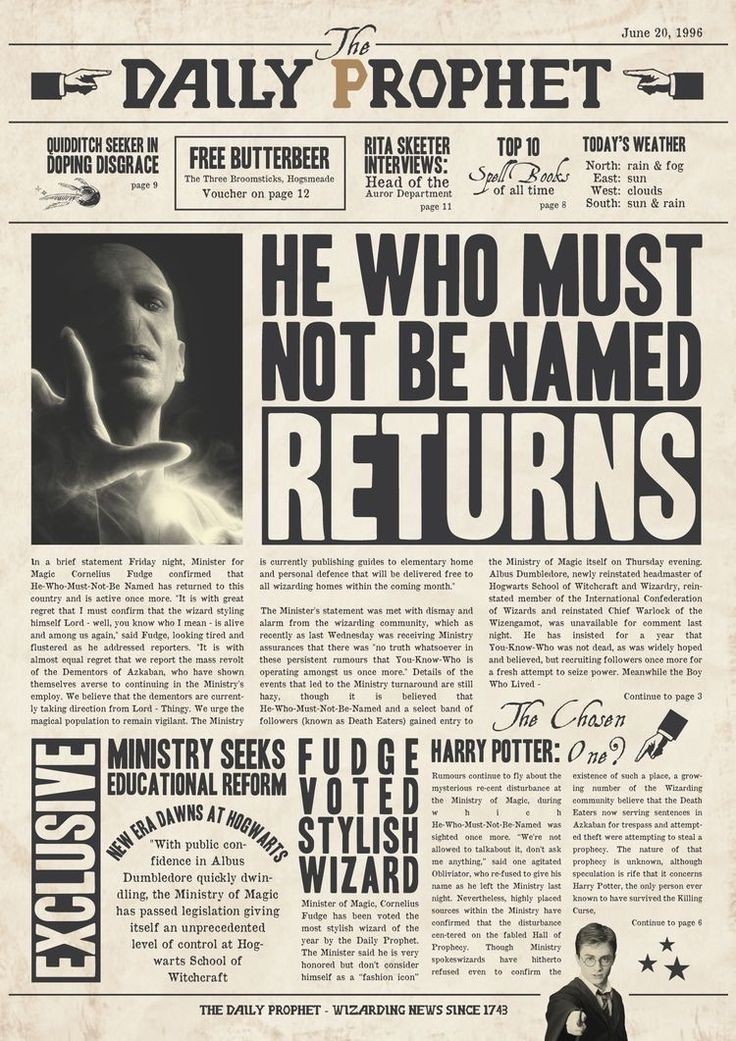 June 20, 1996
The
DAILY PROPHET
QUIDDITCH SEEKER IN
DOPING DISGRACE
page 9
FREE BUTTERBEER
The Three Broomsticks, Hogsmeade
Voucher on page 12
RITA SKEETER
INTERVIEWS:
Head of the
Auror Department
page 11
TOP 10
Spell Books
of all time
page 8
TODAY'S WEATHER
North: rain & fog
East: sun
West: clouds
South: sun & rain
HE WHO MUST
NOT BE NAMED
RETURNS
In a brief statement Friday night, Minister for
Magic Cornelius Fudge confirmed that
He-Who-Must-Not-Be Named has returned to this
country and is active once more. "It is with great
regret that I must confirm that the wizard styling
himself Lord - well, you know who I mean - is alive
and among us again," said Fudge, looking tired and
flustered as he addressed reporters. "It is with
almost equal regret that we report the mass revolt
of the Dementors of Azkaban, who have shown
themselves averse to continuing in the Ministry's
employ. We believe that the dementors are current-
ly taking direction from Lord - Thingy. We urge the
magical population to remain vigilant. The Ministry
is currently publishing guides to elementary home
and personal defence that will be delivered free to
all wizarding homes within the coming month."
The Minister's statement was met with dismay and
alarm from the wizarding community, which as
recently as last Wednesday was receiving Ministry
assurances that there was "no truth whatsoever in
these persistent rumours that You-Know-Who is
operating amongst us once more." Details of the
events that led to the Ministry turnaround are still
hazy, though it is believed that
He-Who-Must-Not-Be-Named and a select band of
followers (known as Death Eaters) gained entry to
the Ministry of Magic itself on Thursday evening.
Albus Dumbledore, newly reinstated headmaster of
Hogwarts School of Witchcraft and Wizardry, rein-
stated member of the International Confederation
of Wizards and reinstated Chief Warlock of the
Wizengamot, was unavailable for comment last
night. He has insisted for a year that
You-Know-Who was not dead, as was widely hoped
and believed, but recruiting followers once more for
a fresh attempt to seize power. Meanwhile the Boy
Who Lived -
Continue to page 3
EXCLUSIVE
MINISTRY SEEKS
EDUCATIONAL REFORM
NEW ERA DAWNS AT HOGWARTS
"With public con-
fidence in Albus
Dumbledore quickly dwin-
dling, the Ministry of Magic
has passed legislation giving
itself an unprecedented
level of control at Hog-
warts School of
Witchcraft
FUDGE
VOTED
STYLISH
WIZARD
Minister of Magic, Cornelius
Fudge has been voted the
most stylish wizard of the
year by the Daily Prophet.
The Minister said he is very
honored but don't consider
himself as a "fashion icon"
HARRY POTTER: The Chosen
One?
Rumours continue to fly about the
mysterious re-cent disturbance at
the Ministry of Magic, during
which
He-Who-Must-Not-Be-Named was
sighted once more. "We're not
allowed to talkabout it, don't ask
me anything," said one agitated
Obliviator, who re-fused to give his
name as he left the Ministry last
night. Nevertheless, highly placed
sources within the Ministry have
confirmed that the disturbance
cen-tered on the fabled Hall of
Prophecy. Though Ministry
spokeswizards have hitherto
refused even to confirm the
existence of such a place, a grow-
ing number of the Wizarding
community believe that the Death
Eaters now serving sentences in
Azkaban for trespass and attempt-
ed theft were attempting to steal a
prophecy. The nature of that
prophecy is unknown, although
speculation is rife that it concerns
Harry Potter, the only person ever
known to have survived the Killing
Curse,
Continue to page 6
THE DAILY PROPHET - WIZARDING NEWS SINCE 1743